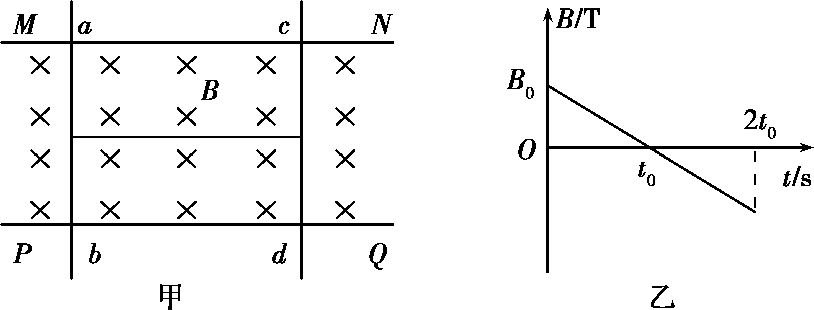 M a c N
B
P b d Q
甲
B/T
B₀
2t₀
O
t₀
t/s
乙